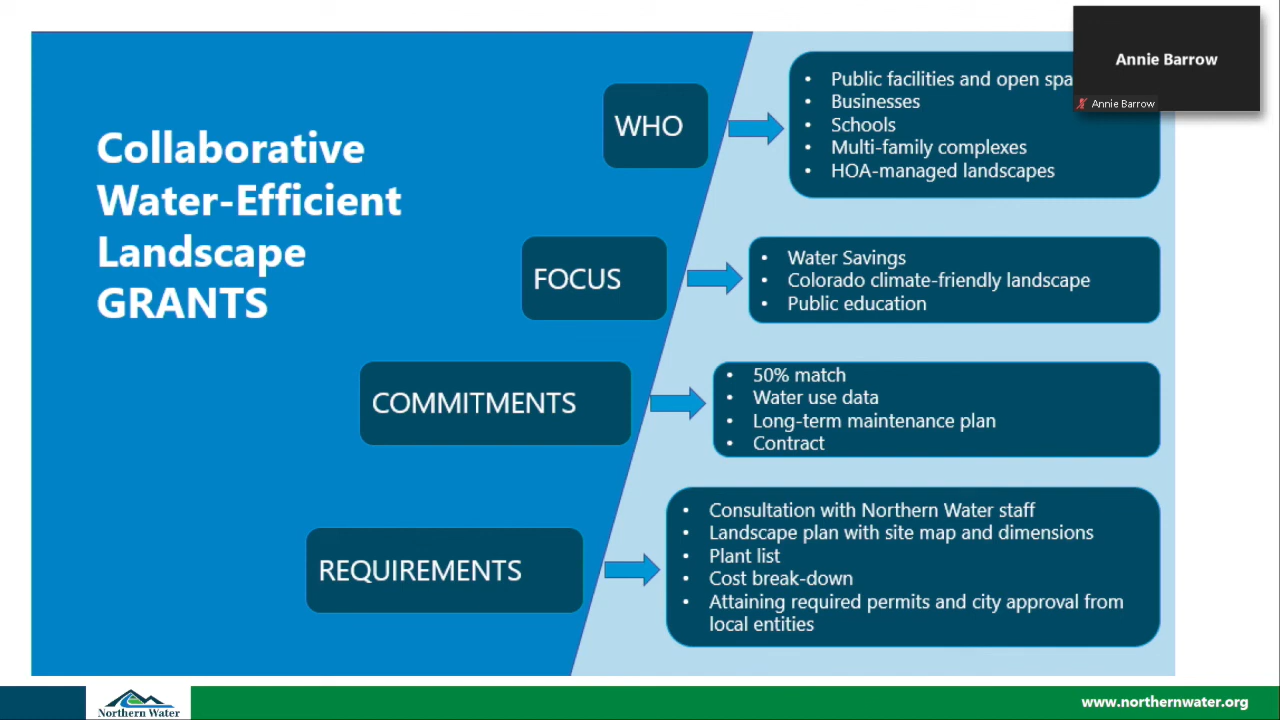 Collaborative
Water-Efficient
Landscape
GRANTS
WHO
• Public facilities and open
• Businesses
• Schools
• Multi-family complexes
• HOA-managed landscapes
FOCUS
• Water Savings
• Colorado climate-friendly landscape
• Public education
COMMITMENTS
• 50% match
• Water use data
• Long-term maintenance plan
• Contract
REQUIREMENTS
• Consultation with Northern Water staff
• Landscape plan with site map and dimensions
• Plant list
• Cost break-down
• Attaining required permits and city approval from
local entities
Annie Barrow
Annie Barrow
Northern Water
www.northernwater.org